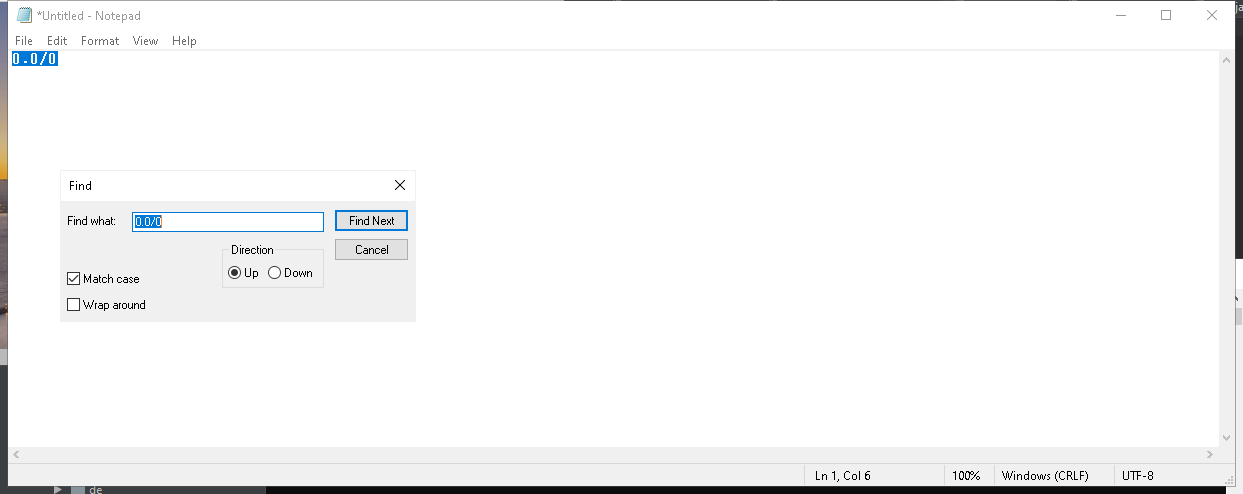 *Untitled - Notepad
File Edit Format View Help
0.0/0
Find
Find what: 0.0/0 Find Next
Direction Cancel
Up Down
Match case
Wrap around
Ln 1, Col 6 100% Windows (CRLF) UTF-8
de